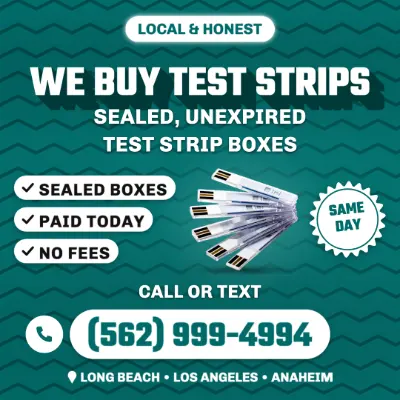 LOCAL & HONEST
WE BUY TEST STRIPS
SEALED, UNEXPIRED
TEST STRIP BOXES
✓ SEALED BOXES
✓ PAID TODAY
✓ NO FEES
SAME
DAY
CALL OR TEXT
(562) 999-4994
LONG BEACH • LOS ANGELES • ANAHEIM